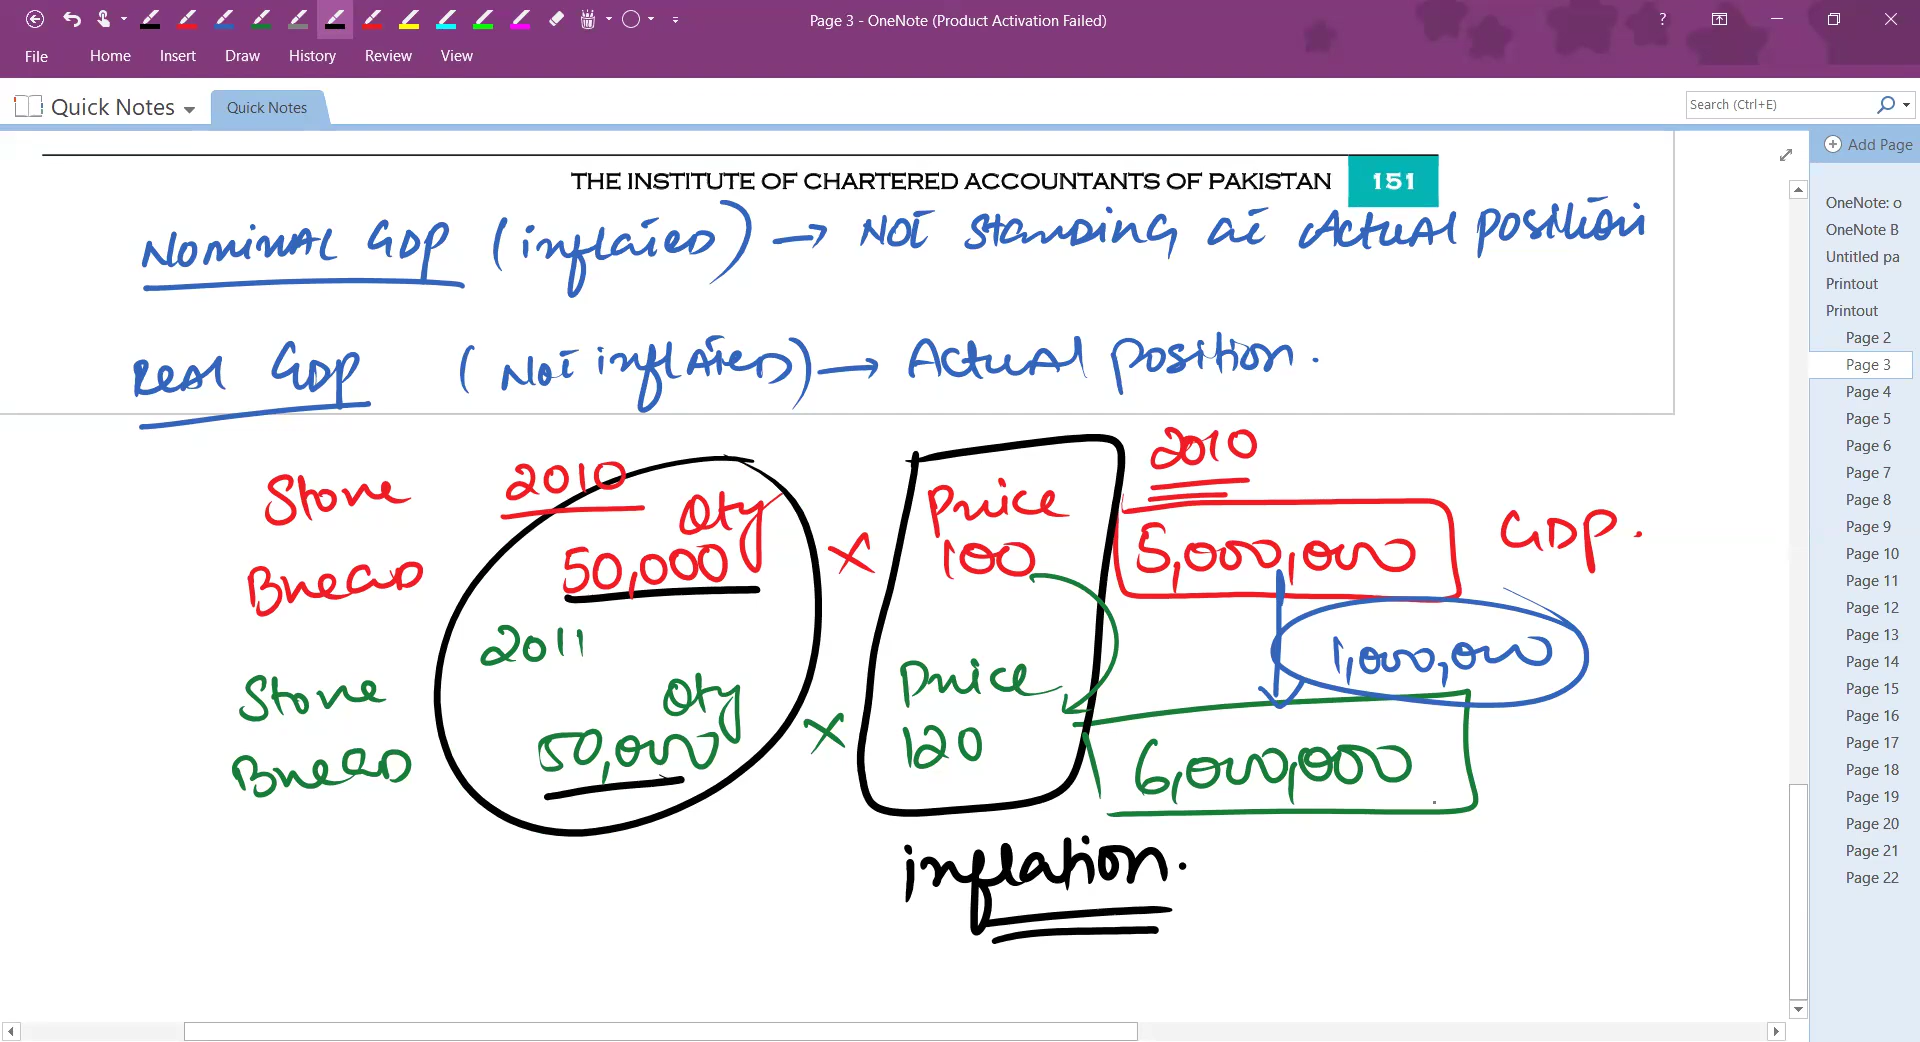 Page 3 - OneNote (Product Activation Failed)
?
File Home Insert Draw History Review View
Quick Notes
Quick Notes
Search (Ctrl+E)
Add Page
THE INSTITUTE OF CHARTERED ACCOUNTANTS OF PAKISTAN 151
Nominal GDP (inflated) → Not standing at Actual position
Real GDP (Not inflated) → Actual position.
2010
Store 2010 Qty Price
Bread 50,000 × 100 5,000,000 GDP.
2011 1,000,000
Store Qty Price
Bread 50,000 × 120 6,000,000
inflation.
OneNote: o
OneNote B
Untitled pa
Printout
Printout
Page 2
Page 3
Page 4
Page 5
Page 6
Page 7
Page 8
Page 9
Page 10
Page 11
Page 12
Page 13
Page 14
Page 15
Page 16
Page 17
Page 18
Page 19
Page 20
Page 21
Page 22